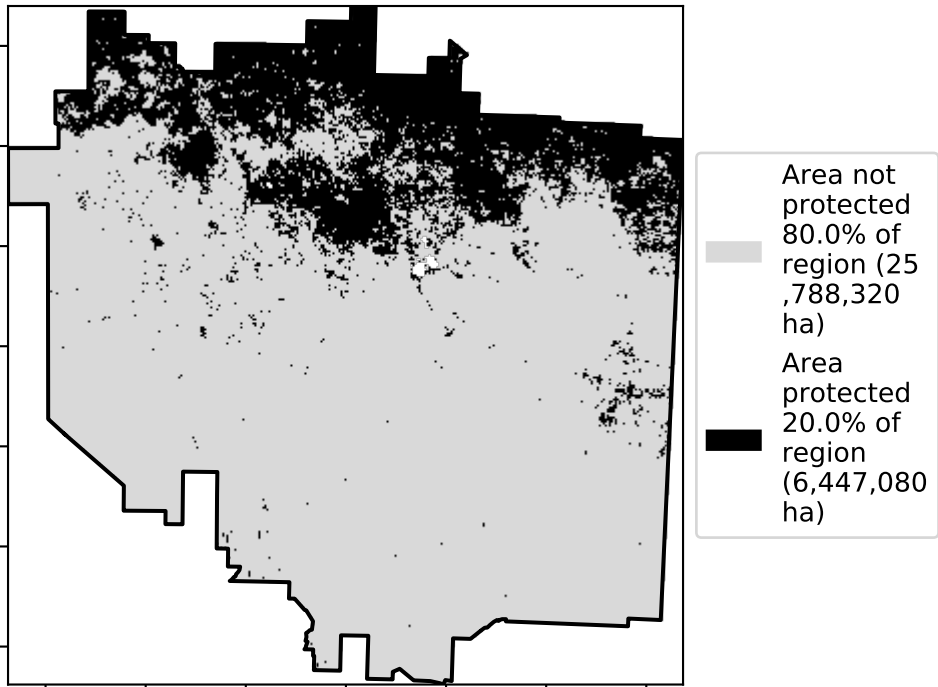 Area not
protected
80.0% of
region (25
,788,320
ha)
Area
protected
20.0% of
region
(6,447,080
ha)